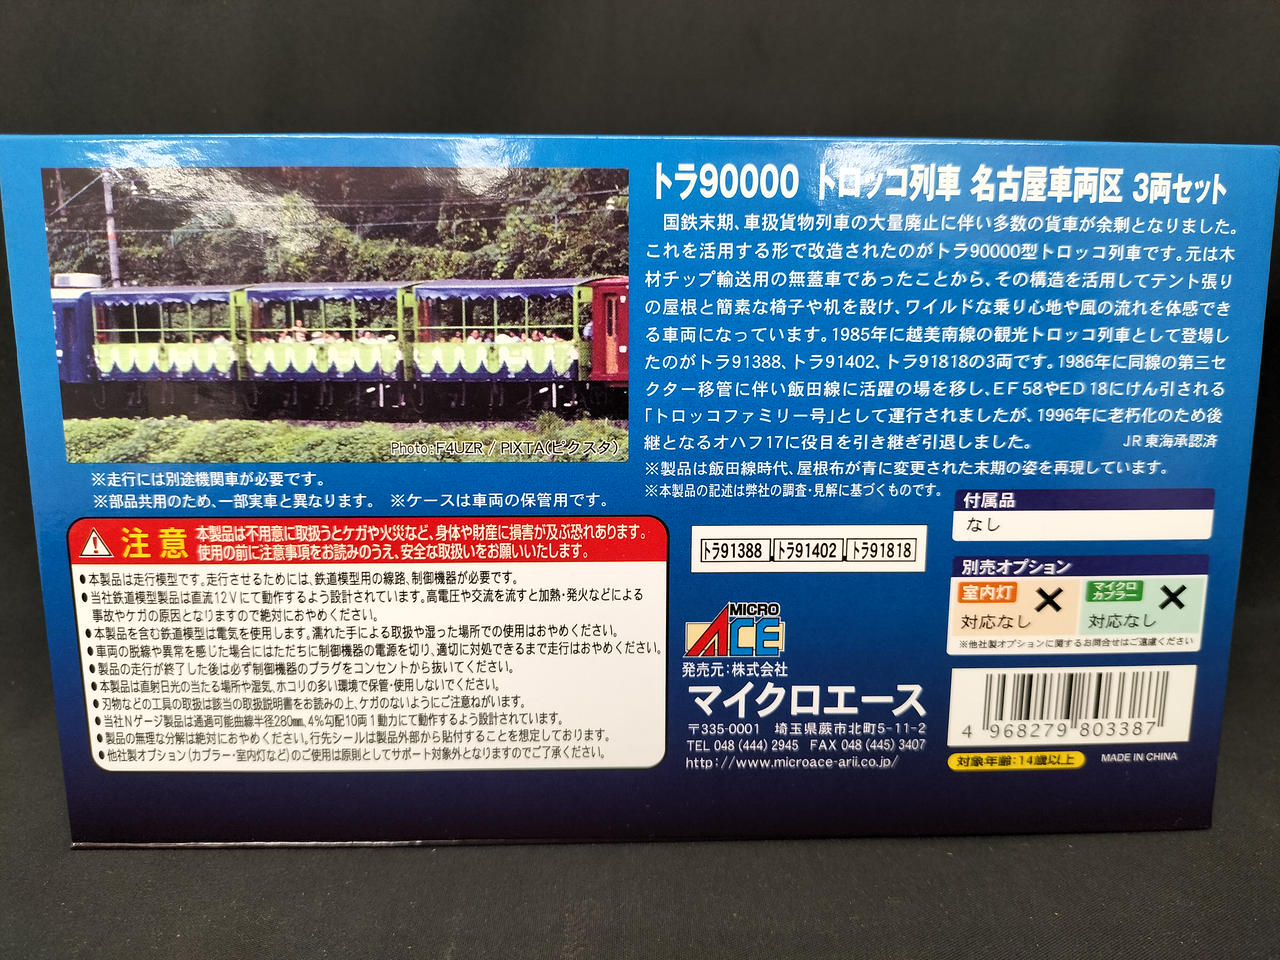 トラ90000 トロッコ列車 名古屋車両区 3両セット
国鉄末期、車扱貨物列車の大量廃止に伴い多数の貨車が余剰となりました。
これを活用する形で改造されたのがトラ90000型トロッコ列車です。元は木
材チップ輸送用の無蓋車であったことから、その構造を活用してテント張り
の屋根と簡素な椅子や机を設け、ワイルドな乗り心地や風の流れを体感でき
る車両になっています。1985年に越美南線の観光トロッコ列車として登場し
たのがトラ91388、トラ91402、トラ91818の3両です。1986年に同線の第三セ
クター移管に伴い飯田線に活躍の場を移し、EF58やED18にけん引される
「トロッコファミリー号」として運行されましたが、1996年に老朽化のため後
継となるオハフ17に役目を引き継ぎ引退しました。
JR東海承認済
※製品は飯田線時代、屋根布が青に変更された末期の姿を再現しています。
※本製品の記述は弊社の調査・見解に基づくものです。
Photo:F4UZR / PIXTA(ピクスタ)
※走行には別途機関車が必要です。
※部品共用のため、一部実車と異なります。 ※ケースは車両の保管用です。
注意
本製品は不用意に取扱うとケガや火災など、身体や財産に損害が及ぶ恐れあります。
使用の前に注意事項をお読みのうえ、安全な取扱いをお願いいたします。
●本製品は走行模型です。走行させるためには、鉄道模型用の線路、制御機器が必要です。
●当社鉄道模型製品は直流12Vにて動作するよう設計されています。高電圧や交流を流すと加熱・発火などによる
事故やケガの原因となりますので絶対におやめください。
●本製品を含む鉄道模型は電気を使用します。濡れた手による取扱や湿った場所での使用はおやめください。
●車両の脱線や異常を感じた場合にはただちに制御機器の電源を切り、適切に対処できるまで走行はおやめください。
●製品の走行が終了した後は必ず制御機器のプラグをコンセントから抜いてください。
●本製品は直射日光の当たる場所や湿気、ホコリの多い環境で保管・使用しないでください。
●刃物などの工具の取扱は該当の取扱説明書をお読みの上、ケガのないようにご注意ねがいます。
●当社Nゲージ製品は通過可能曲線半径280mm、4%勾配10両1動力にて動作するよう設計されています。
●製品の無理な分解は絶対におやめください。行先シールは製品外部から貼付することを想定しております。
●他社製オプション(カプラー・室内灯など)のご使用は原則としてサポート対象外となりますのでご了承ください。
トラ91388 トラ91402 トラ91818
MICRO
ACE
発売元:株式会社
マイクロエース
〒335-0001 埼玉県蕨市北町5-11-2
TEL 048(444)2945 FAX 048(445)3407
http://www.microace-arii.co.jp/
付属品
なし
別売オプション
室内灯 ×
対応なし
マイクロカプラー ×
対応なし
※他社製オプションに関するお問合せはご遠慮ください
4 968279 803387
対象年齢:14歳以上
MADE IN CHINA